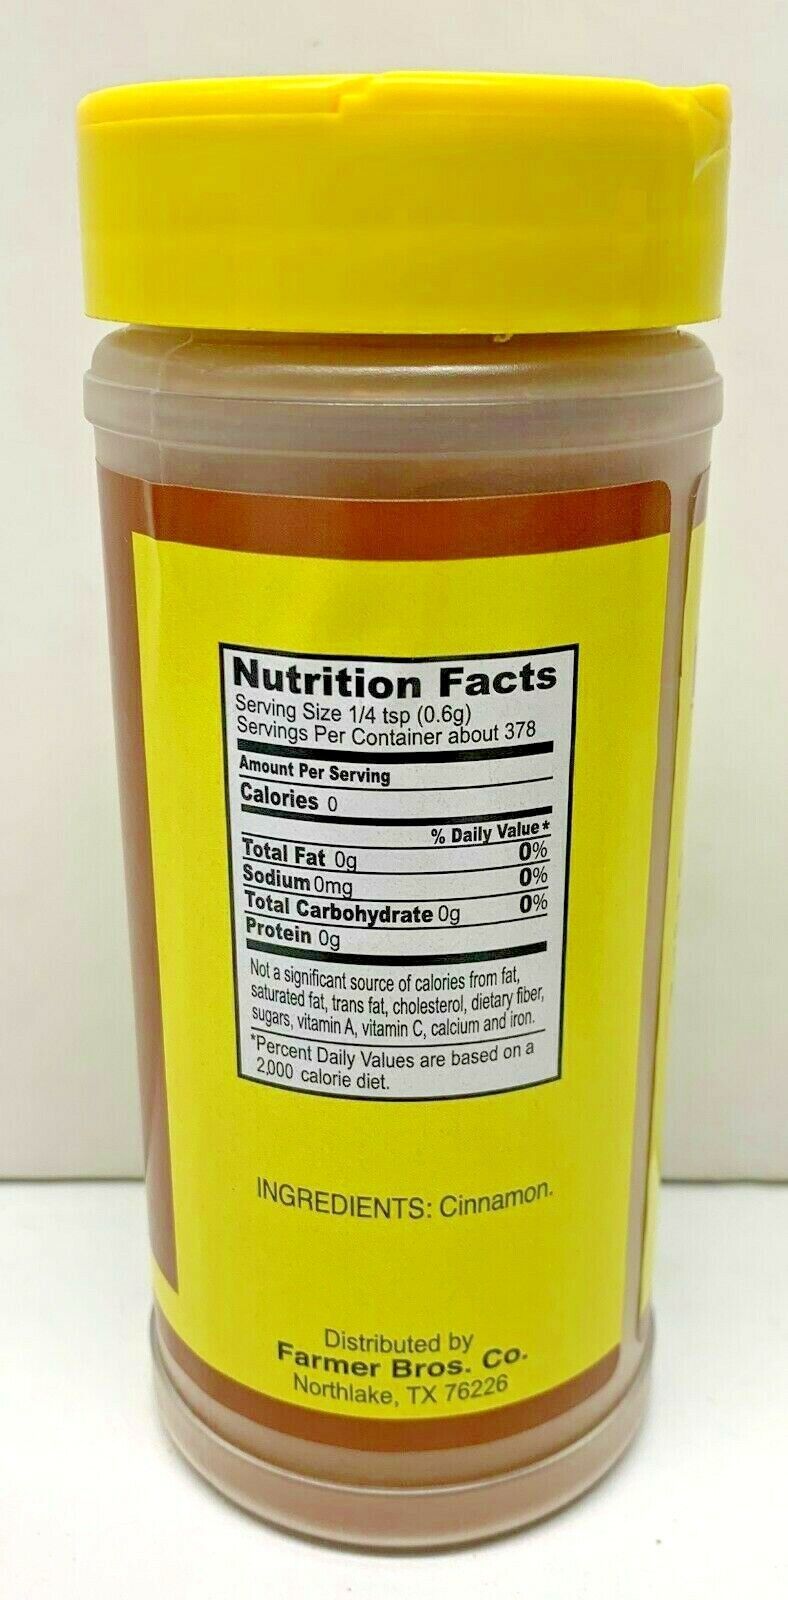 Nutrition Facts
Serving Size 1/4 tsp (0.6g)
Servings Per Container about 378
Amount Per Serving
Calories 0
% Daily Value*
Total Fat 0g 0%
Sodium 0mg 0%
Total Carbohydrate 0g 0%
Protein 0g
Not a significant source of calories from fat,
saturated fat, trans fat, cholesterol, dietary fiber,
sugars, vitamin A, vitamin C, calcium and iron.
*Percent Daily Values are based on a
2,000 calorie diet.
INGREDIENTS: Cinnamon.
Distributed by
Farmer Bros. Co.
Northlake, TX 76226